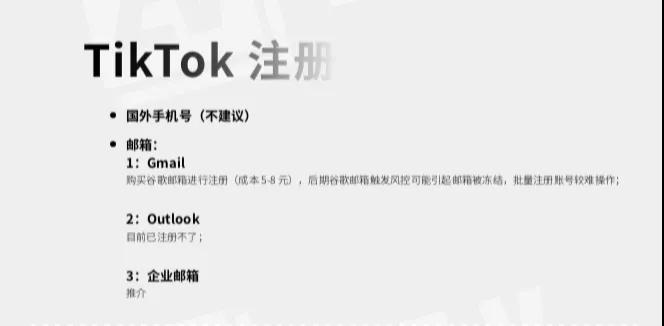 TikTok 注册
国外手机号（不建议）
邮箱：
1：Gmail
购买谷歌邮箱进行注册（成本5-8 元），后期谷歌邮箱触发风控可能引起邮箱被冻结，批量注册账号较难操作；
2：Outlook
目前已注册不了；
3：企业邮箱
推介